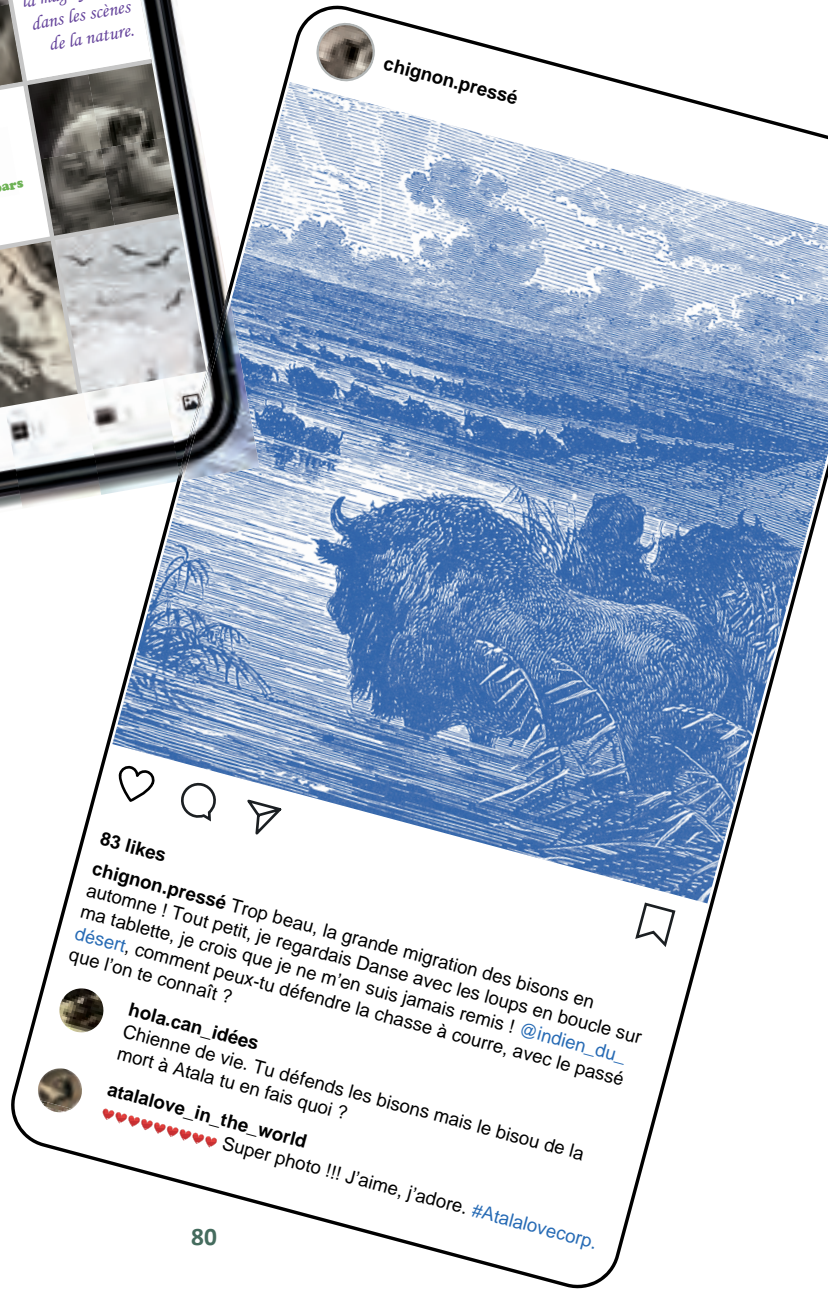 dans les scènes
de la nature.
chignon.pressé
83 likes
chignon.pressé Trop beau, la grande migration des bisons en
automne ! Tout petit, je regardais Danse avec les loups en boucle sur
ma tablette, je crois que je ne m'en suis jamais remis ! @indien_du_
désert, comment peux-tu défendre la chasse à courre, avec le passé
que l'on te connaît ?
hola.can_idées
Chienne de vie. Tu défends les bisons mais le bisou de la
mort à Atala tu en fais quoi ?
atalalove_in_the_world
Super photo !!! J'aime, j'adore. #Atalalovecorp.
80